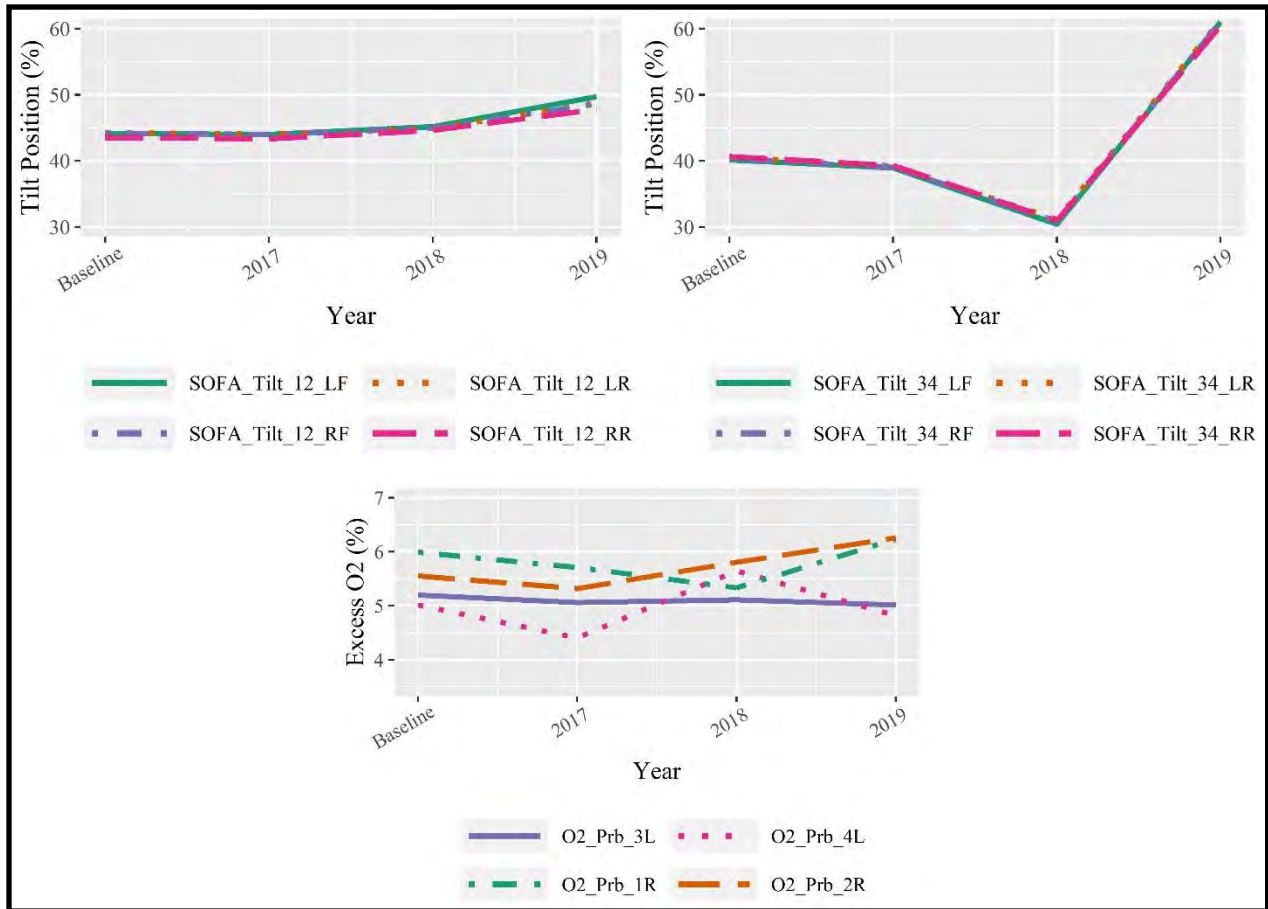 Tilt Position (%)
60
50
40
30
Baseline
2017
2018
2019
Year
SOFA_Tilt_12_LF
SOFA_Tilt_12_LR
SOFA_Tilt_12_RF
SOFA_Tilt_12_RR
Tilt Position (%)
60
50
40
30
Baseline
2017
2018
2019
Year
SOFA_Tilt_34_LF
SOFA_Tilt_34_LR
SOFA_Tilt_34_RF
SOFA_Tilt_34_RR
Excess O2 (%)
7
6
5
4
Baseline
2017
2018
2019
Year
O2_Prb_3L
O2_Prb_4L
O2_Prb_1R
O2_Prb_2R